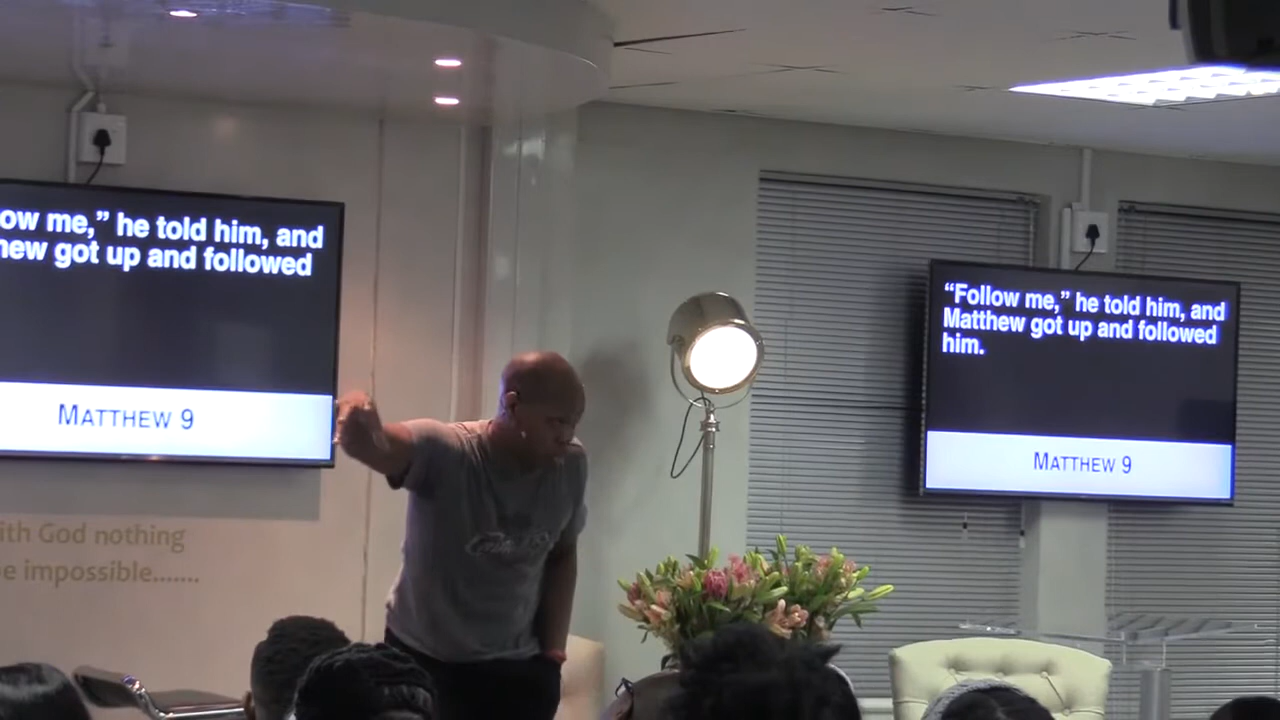 ow me,” he told him, and
hew got up and followed
MATTHEW 9
ith God nothing
e impossible.......
“Follow me,” he told him, and
Matthew got up and followed
him.
MATTHEW 9